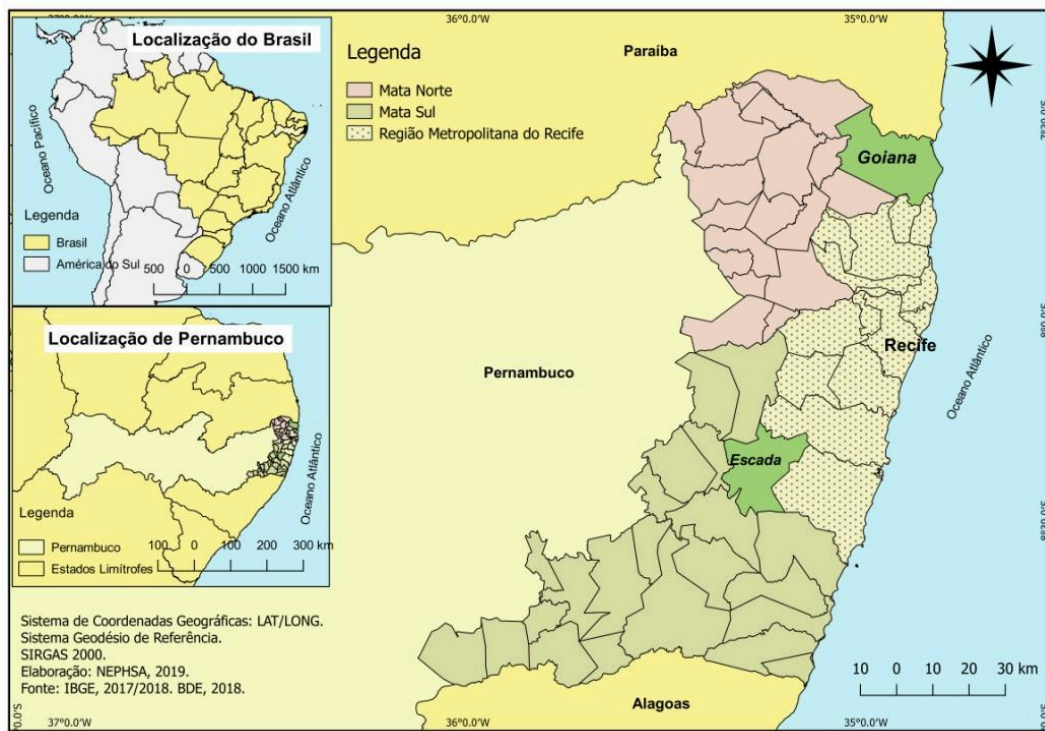 37°0.0'W
36°0.0'W
35°0.0'W
Localização do Brasil
Oceano Pacífico
Oceano Atlântico
Legenda
Brasil
América do Sul
500 0 500 1000 1500 km
Localização de Pernambuco
Oceano Atlântico
Legenda
Pernambuco
Estados Limítrofes
100 0 100 200 300 km
Sistema de Coordenadas Geográficas: LAT/LONG.
Sistema Geodésio de Referência.
SIRGAS 2000.
Elaboração: NEPHSA, 2019.
Fonte: IBGE, 2017/2018. BDE, 2018.
Legenda
Mata Norte
Mata Sul
Região Metropolitana do Recife
Paraíba
Goiana
Recife
Pernambuco
Oceano Atlântico
Escada
Alagoas
10 0 10 20 30 km
37°0.0'W
36°0.0'W
35°0.0'W